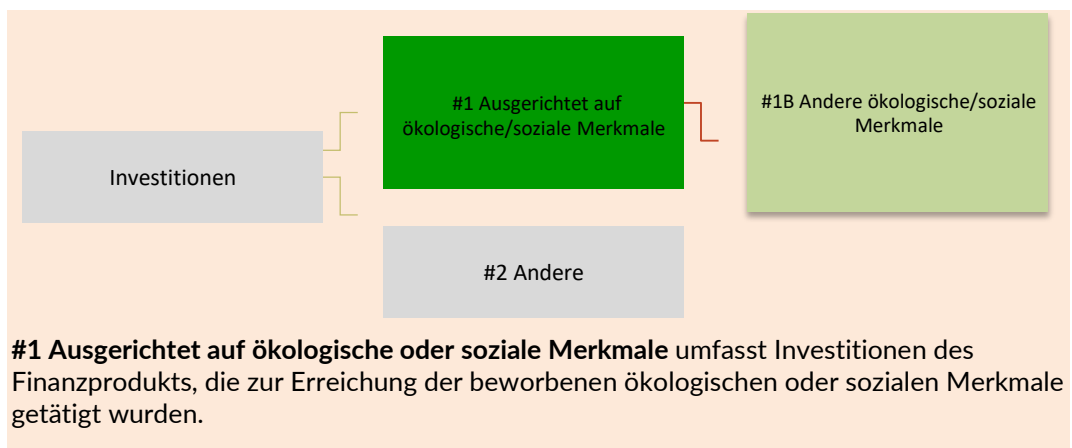 #1 Ausgerichtet auf
ökologische/soziale Merkmale
#1B Andere ökologische/soziale
Merkmale
Investitionen
#2 Andere
#1 Ausgerichtet auf ökologische oder soziale Merkmale umfasst Investitionen des
Finanzprodukts, die zur Erreichung der beworbenen ökologischen oder sozialen Merkmale
getätigt wurden.